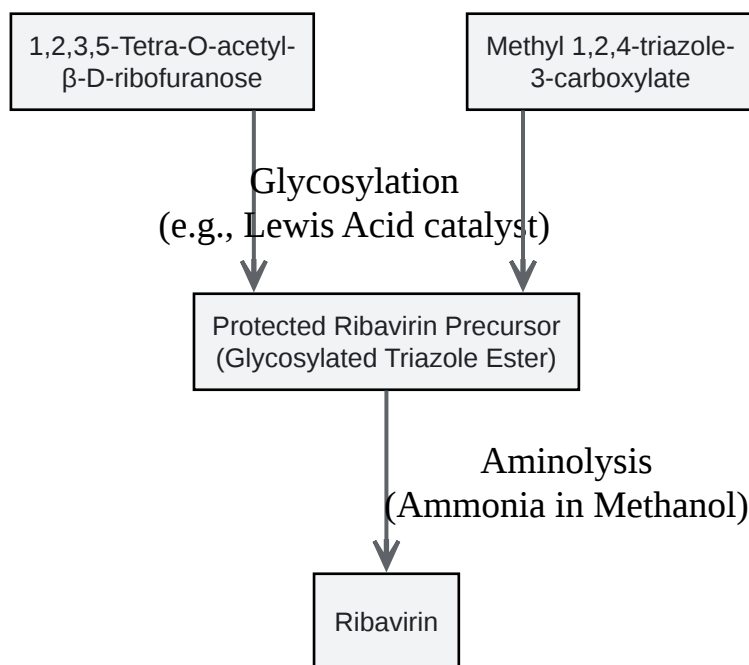 1,2,3,5-Tetra-O-acetyl-
β-D-ribofuranose
Methyl 1,2,4-triazole-
3-carboxylate
Glycosylation
(e.g., Lewis Acid catalyst)
Protected Ribavirin Precursor
(Glycosylated Triazole Ester)
Aminolysis
(Ammonia in Methanol)
Ribavirin